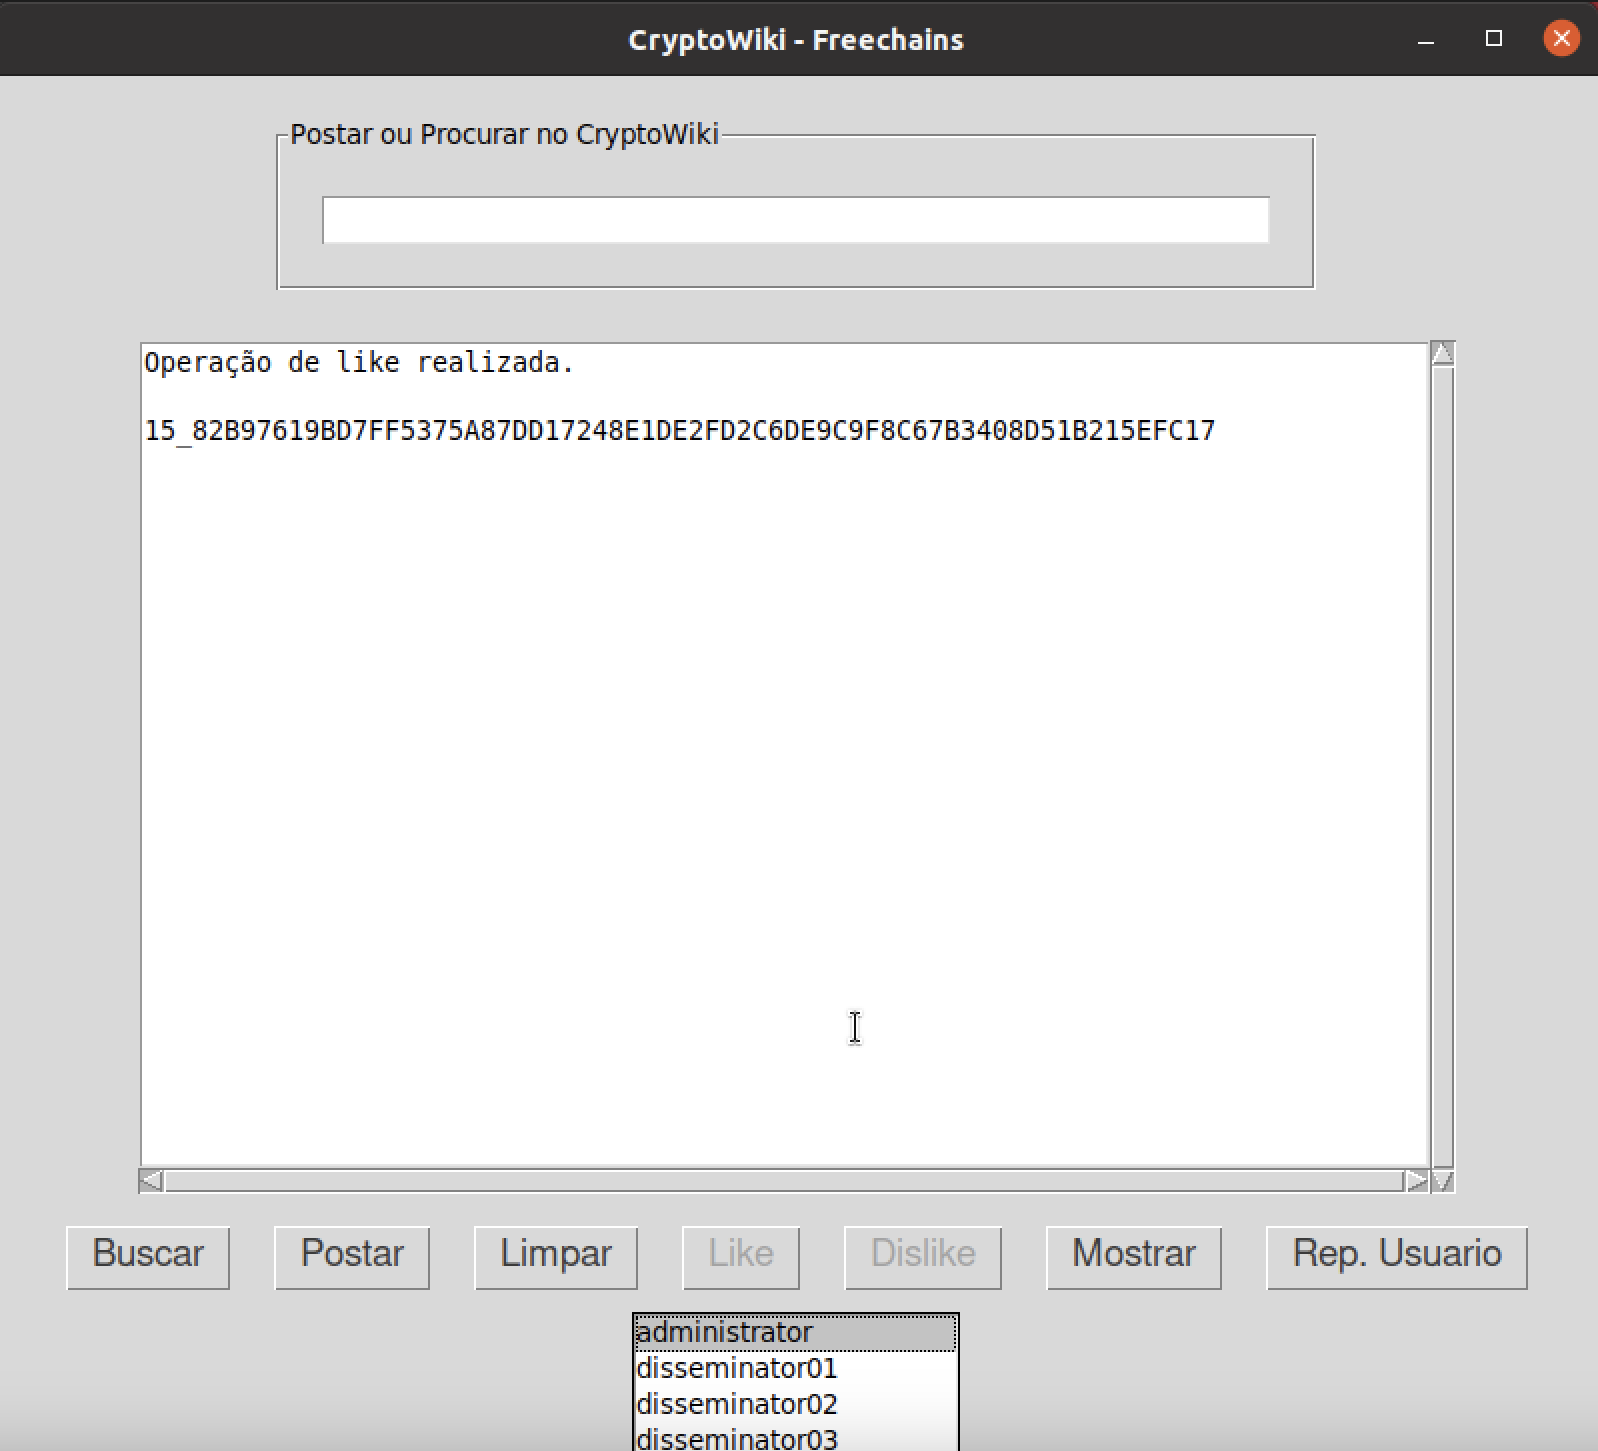 CryptoWiki - Freechains
Postar ou Procurar no CryptoWiki
Operação de like realizada.
15_82B97619BD7FF5375A87DD17248E1DE2FD2C6DE9C9F8C67B3408D51B215EFC17
Buscar Postar Limpar Like Dislike Mostrar Rep. Usuario
administrator
disseminator01
disseminator02
disseminator03